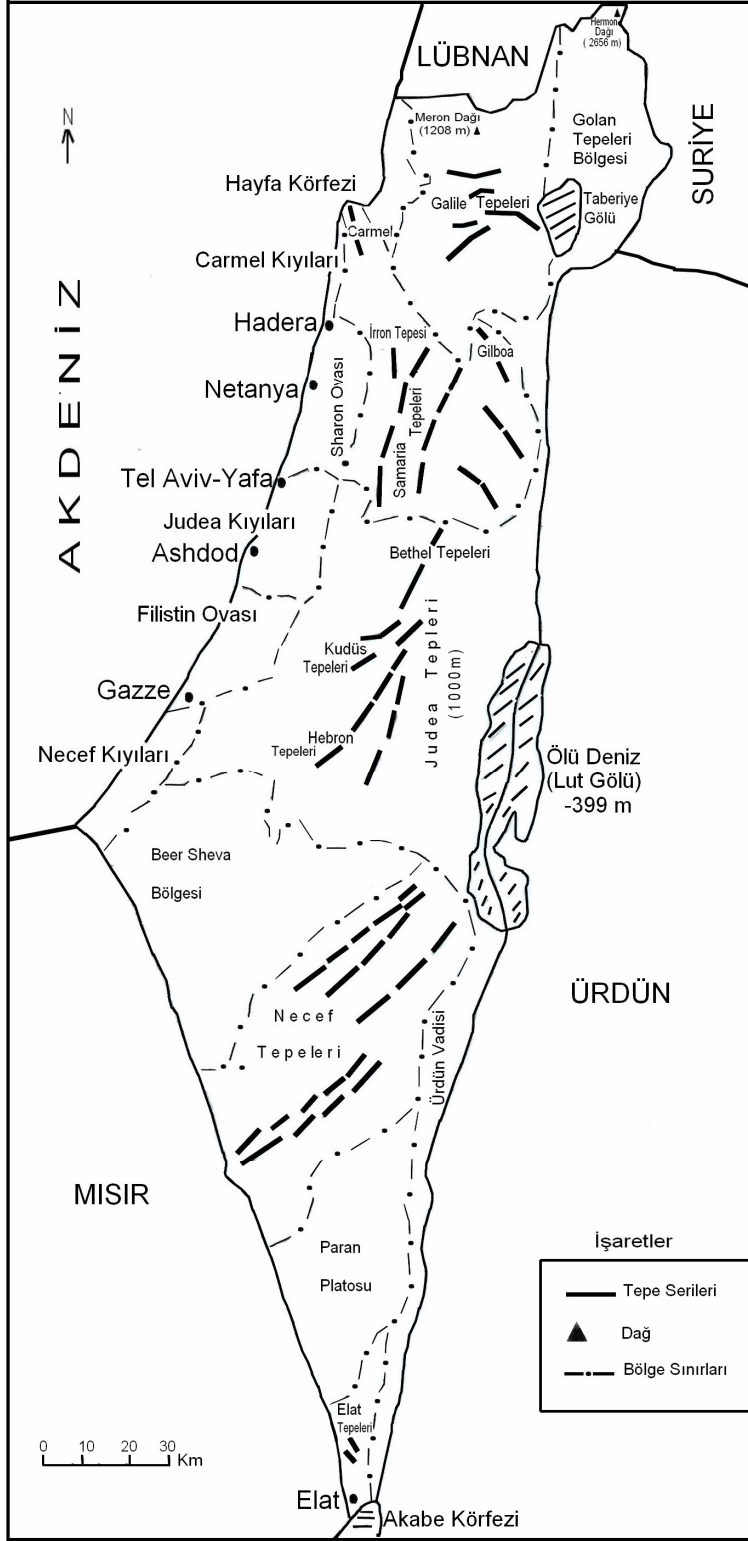 Hermon
Dağı
( 2656 m)
LÜBNAN
N
Meron Dağı
(1208 m)
Golan
Tepeleri
Bölgesi
SURİYE
Hayfa Körfezi
Galile Tepeleri
Taberiye
Gölü
Carmel
Carmel Kıyıları
AKDENİZ
Hadera
İrron Tepesi
Gilboa
Netanya
Sharon Ovası
Samaria
Tepeleri
Tel Aviv-Yafa
Judea Kıyıları
Ashdod
Bethel Tepeleri
Filistin Ovası
Judea Tepleri
(1000m)
Kudüs
Tepeleri
Gazze
Hebron
Tepeleri
Necef Kıyıları
Ölü Deniz
(Lut Gölü)
-399 m
Beer Sheva
Bölgesi
ÜRDÜN
Necef
Tepeleri
Ürdün Vadisi
MISIR
Paran
Platosu
İşaretler
Tepe Serileri
Dağ
Bölge Sınırları
Elat
Tepeleri
0 10 20 30
Km
Elat
Akabe Körfezi